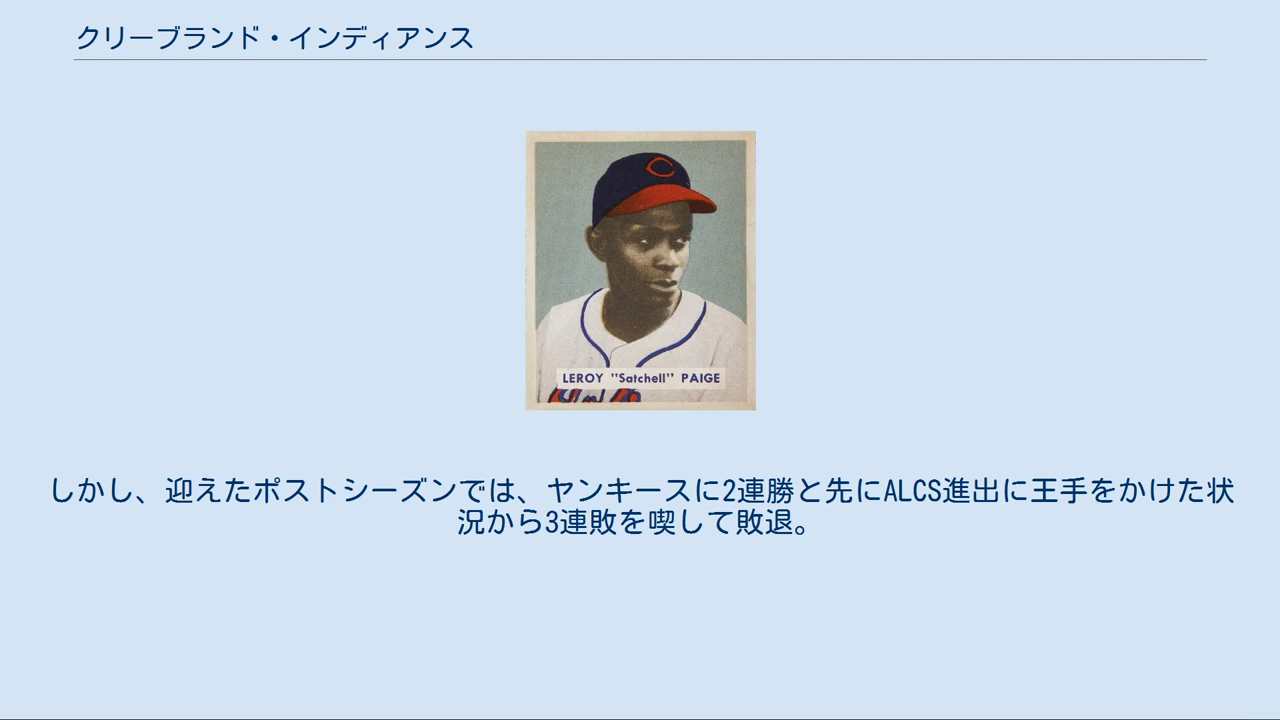 クリーブランド・インディアンス
C
LEROY "Satchell" PAIGE
しかし、迎えたポストシーズンでは、ヤンキースに2連勝と先にALCS進出に王手をかけた状
況から3連敗を喫して敗退。